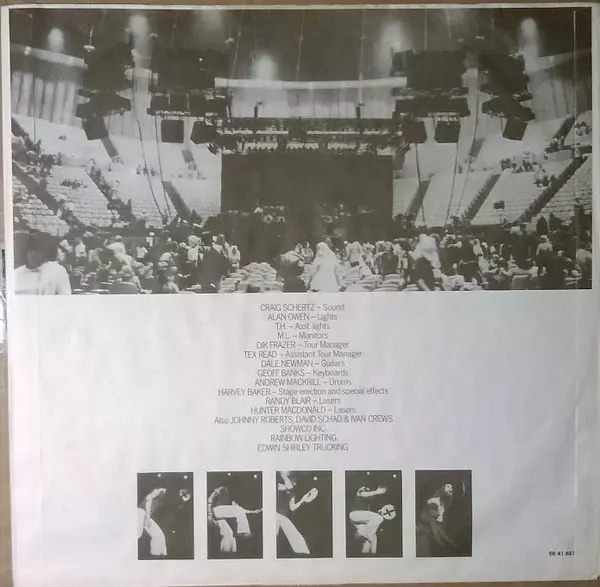 CRAIG SCHERTZ – Sound
ALAN OWEN – Lights
T.H. – Asst. lights
M.L. – Monitors
DIK FRAZER – Tour Manager
TEX READ – Assistant Tour Manager
DALE NEWMAN – Guitars
GEOFF BANKS – Keyboards
ANDREW MACKRILL – Drums
HARVEY BAKER – Stage erection and special effects
RANDY BLAIR – Lasers
HUNTER MACDONALD – Lasers
Also JOHNNY ROBERTS, DAVID SCHAD & IVAN CREWS
SHOWCO INC.
RAINBOW LIGHTING.
EDWIN SHIRLEY TRUCKING